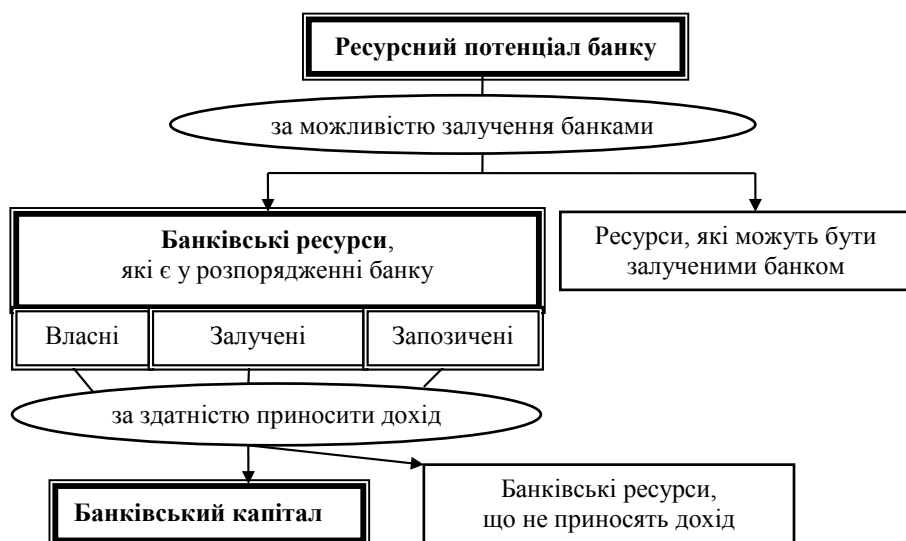 Ресурсний потенціал банку
за можливістю залучення банками
Банківські ресурси,
які є у розпорядженні банку
Ресурси, які можуть бути
залученими банком
Власні
Залучені
Запозичені
за здатністю приносити дохід
Банківський капітал
Банківські ресурси,
що не приносять дохід